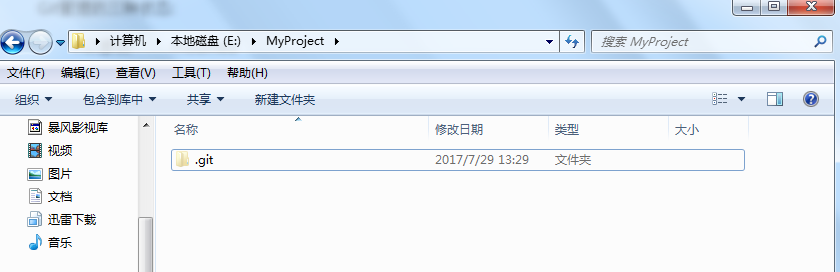 计算机 本地磁盘 (E:) MyProject
搜索 MyProject
文件(F) 编辑(E) 查看(V) 工具(T) 帮助(H)
组织 包含到库中 共享 新建文件夹
名称 修改日期 类型 大小
暴风影视库
.git 2017/7/29 13:29 文件夹
视频
图片
文档
迅雷下载
音乐